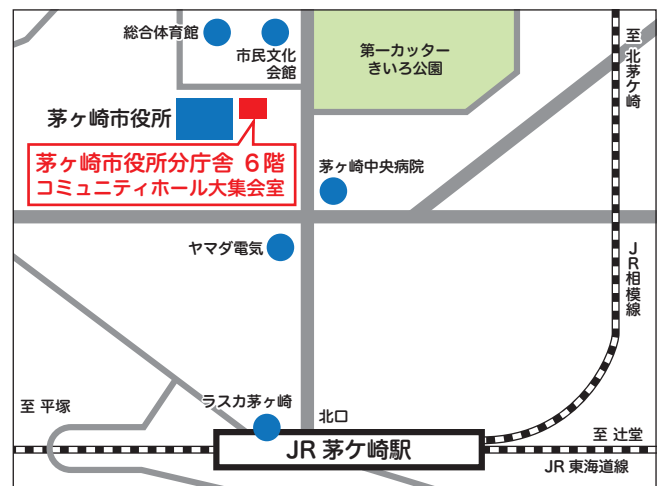 総合体育館
市民文化
会館
第一カッター
きいろ公園
至 北茅ケ崎
茅ヶ崎市役所
茅ヶ崎市役所分庁舎 6階
コミュニティホール大集会室
茅ヶ崎中央病院
ヤマダ電気
JR相模線
ラスカ茅ヶ崎
至 平塚
北口
JR 茅ケ崎駅
至 辻堂
JR 東海道線